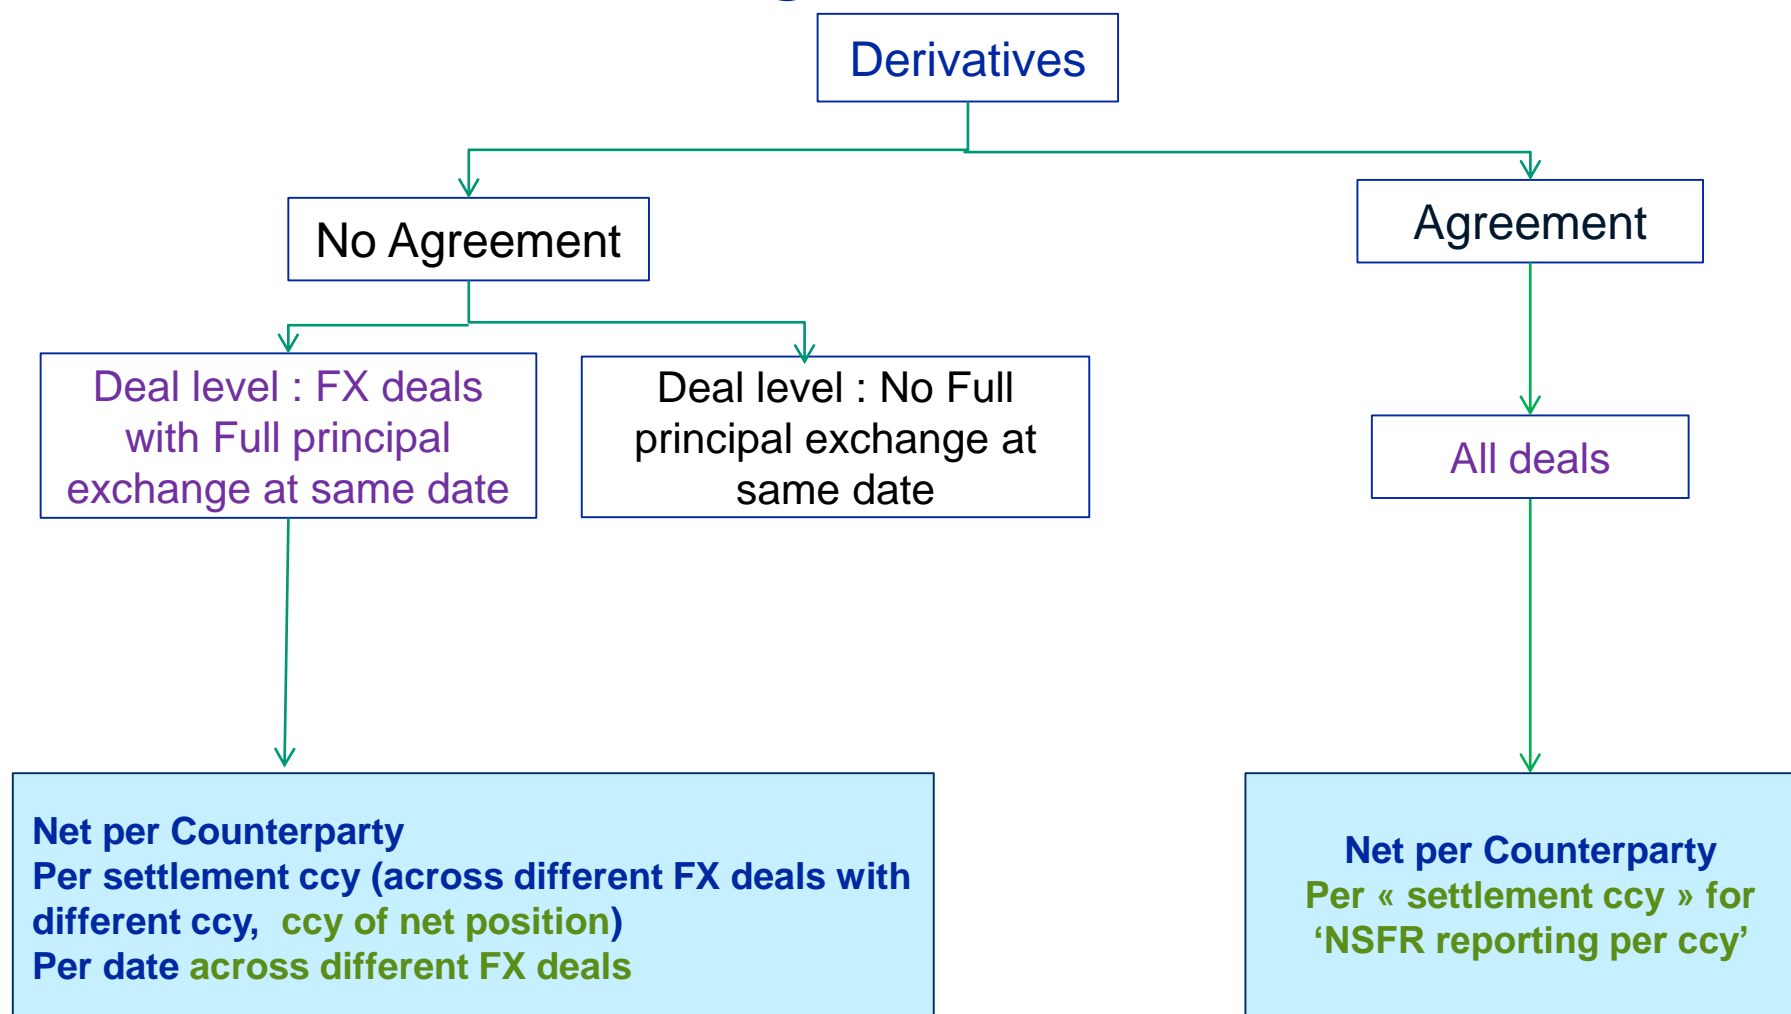 Derivatives
No Agreement
Agreement
Deal level : FX deals
with Full principal
exchange at same date
Deal level : No Full
principal exchange at
same date
All deals
Net per Counterparty
Per settlement ccy (across different FX deals with
different ccy, ccy of net position)
Per date across different FX deals
Net per Counterparty
Per « settlement ccy » for
‘NSFR reporting per ccy’